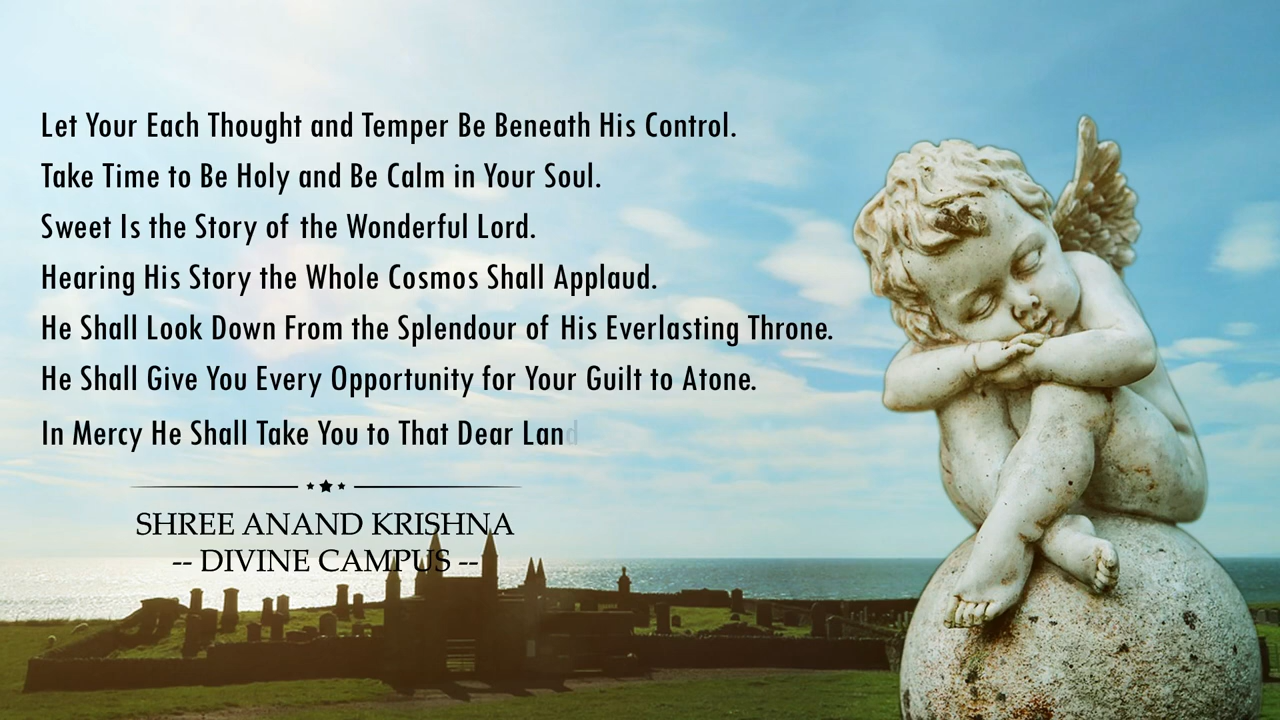 Let Your Each Thought and Temper Be Beneath His Control.
Take Time to Be Holy and Be Calm in Your Soul.
Sweet Is the Story of the Wonderful Lord.
Hearing His Story the Whole Cosmos Shall Applaud.
He Shall Look Down From the Splendour of His Everlasting Throne.
He Shall Give You Every Opportunity for Your Guilt to Atone.
In Mercy He Shall Take You to That Dear Land
SHREE ANAND KRISHNA
-- DIVINE CAMPUS --